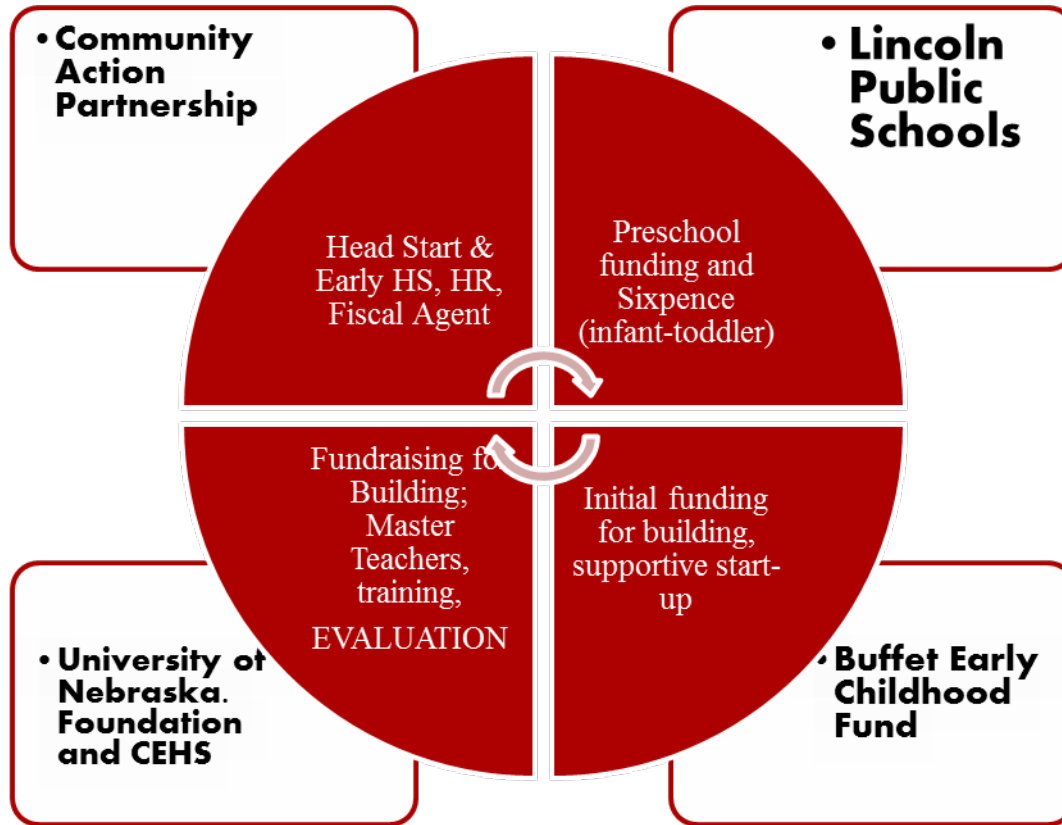 • Community
Action
Partnership
• Lincoln
Public
Schools
Head Start &
Early HS, HR,
Fiscal Agent
Preschool
funding and
Sixpence
(infant-toddler)
Fundraising for
Building;
Master
Teachers,
training,
EVALUATION
Initial funding
for building,
supportive start-
up
• University of
Nebraska.
Foundation
and CEHS
• Buffet Early
Childhood
Fund